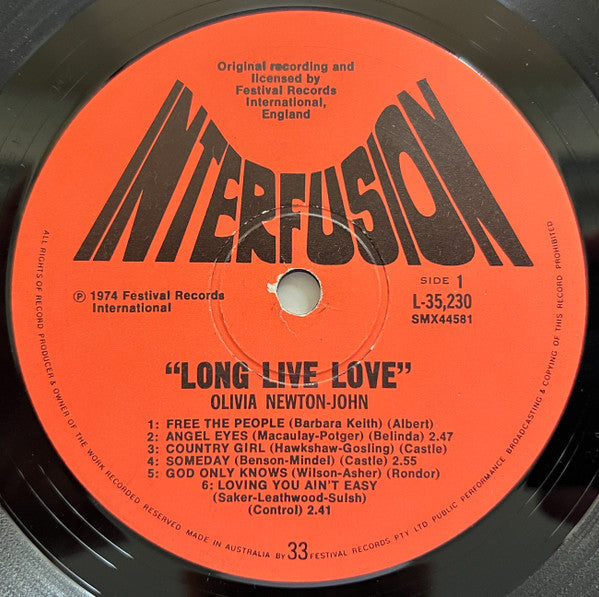 Original recording and
licensed by
Festival Records
International,
England
INTERFUSION
SIDE 1
L-35,230
SMX44581
℗ 1974 Festival Records
International
"LONG LIVE LOVE"
OLIVIA NEWTON-JOHN
1: FREE THE PEOPLE (Barbara Keith) (Albert)
2: ANGEL EYES (Macaulay-Potger) (Belinda) 2.47
3: COUNTRY GIRL (Hawkshaw-Gosling) (Castle)
4: SOMEDAY (Benson-Mindel) (Castle) 2.55
5: GOD ONLY KNOWS (Wilson-Asher) (Rondor)
6: LOVING YOU AIN'T EASY
(Saker-Leathwood-Sulsh)
(Control) 2.41
ALL RIGHTS OF RECORD PRODUCER & OWNER OF THE WORK RECORDED RESERVED MADE IN AUSTRALIA BY 33 FESTIVAL RECORDS PTY LTD. PUBLIC PERFORMANCE BROADCASTING & COPYING OF THIS RECORD PROHIBITED